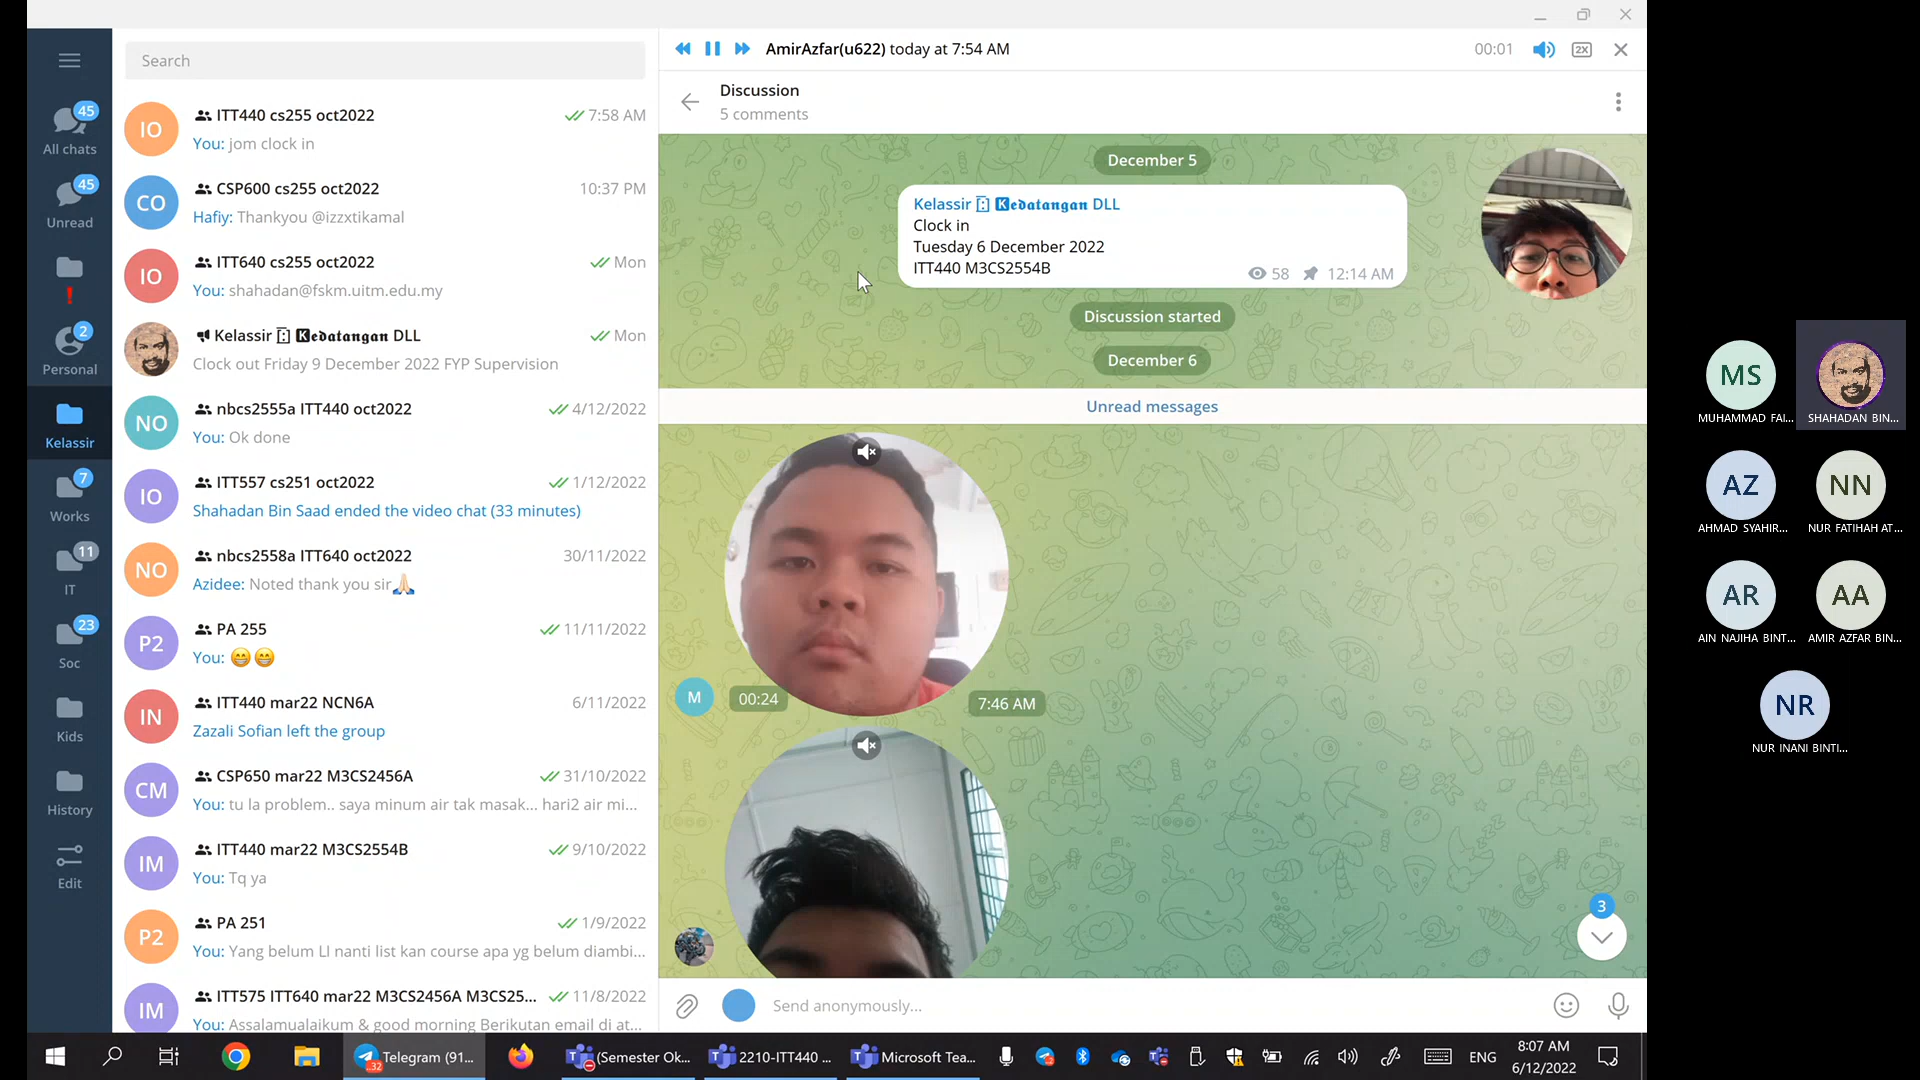 Search
45
All chats
45
Unread
2
Personal
Kelassir
7
Works
11
IT
23
Soc
Kids
History
Edit
IO
ITT440 cs255 oct2022
7:58 AM
You: jom clock in
CO
CSP600 cs255 oct2022
10:37 PM
Hafiy: Thankyou @izzxtikamal
IO
ITT640 cs255 oct2022
Mon
You: shahadan@fskm.uitm.edu.my
Kelassir Kedatangan DLL
Mon
Clock out Friday 9 December 2022 FYP Supervision
NO
nbcs2555a ITT440 oct2022
4/12/2022
You: Ok done
IO
ITT557 cs251 oct2022
1/12/2022
Shahadan Bin Saad ended the video chat (33 minutes)
NO
nbcs2558a ITT640 oct2022
30/11/2022
Azidee: Noted thank you sir🙏🏻
P2
PA 255
11/11/2022
You: 😁😁
IN
ITT440 mar22 NCN6A
6/11/2022
Zazali Sofian left the group
CM
CSP650 mar22 M3CS2456A
31/10/2022
You: tu la problem.. saya minum air tak masak... hari2 air mi...
IM
ITT440 mar22 M3CS2554B
9/10/2022
You: Tq ya
P2
PA 251
1/9/2022
You: Yang belum LI nanti list kan course apa yg belum diambi...
IM
ITT575 ITT640 mar22 M3CS2456A M3CS25...
11/8/2022
You: Assalamualaikum & good morning Berikutan email di at...
AmirAzfar(u622) today at 7:54 AM
00:01
2X
Discussion
5 comments
December 5
Kelassir Kedatangan DLL
Clock in
Tuesday 6 December 2022
ITT440 M3CS2554B
58
12:14 AM
Discussion started
December 6
Unread messages
M
00:24
7:46 AM
3
Send anonymously...
MS
MUHAMMAD FAI...
SHAHADAN BIN...
AZ
AHMAD SYAHIR...
NN
NUR FATIHAH AT...
AR
AIN NAJIHA BINT...
AA
AMIR AZFAR BIN...
NR
NUR INANI BINTI...
Telegram (91...
(Semester Ok...
2210-ITT440 ...
Microsoft Tea...
ENG
8:07 AM
6/12/2022